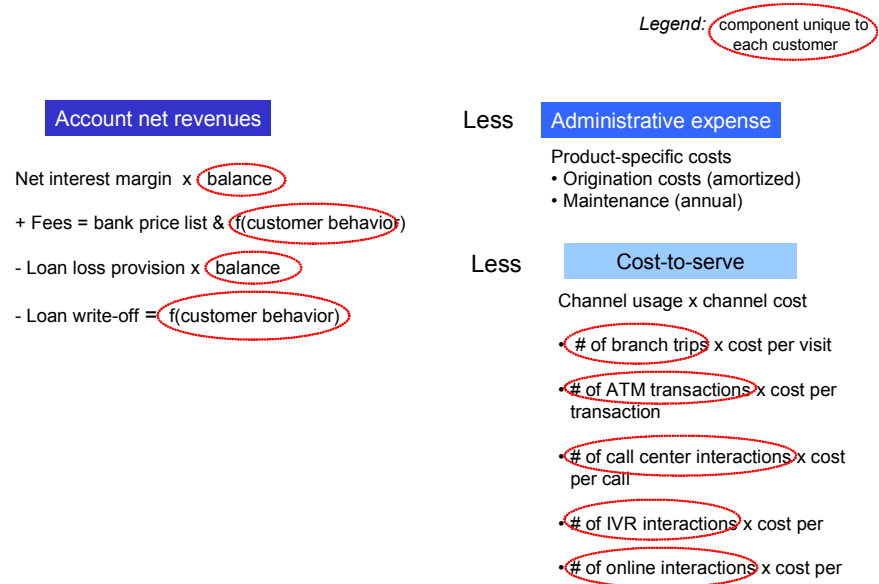 Legend: component unique to
each customer
Account net revenues
Net interest margin x balance
+ Fees = bank price list & f(customer behavior)
- Loan loss provision x balance
- Loan write-off = f(customer behavior)
Less Administrative expense
Product-specific costs
• Origination costs (amortized)
• Maintenance (annual)
Less Cost-to-serve
Channel usage x channel cost
• # of branch trips x cost per visit
• # of ATM transactions x cost per
transaction
• # of call center interactions x cost
per call
• # of IVR interactions x cost per
• # of online interactions x cost per